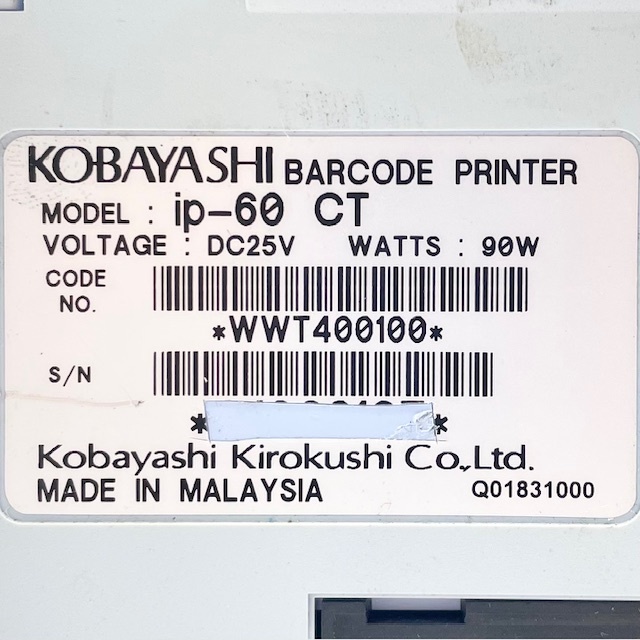 KOBAYASHI BARCODE PRINTER
MODEL : ip-60 CT
VOLTAGE : DC25V WATTS : 90W
CODE NO.
*WWT400100*
S/N
* *
Kobayashi Kirokushi Co.,Ltd.
MADE IN MALAYSIA Q01831000